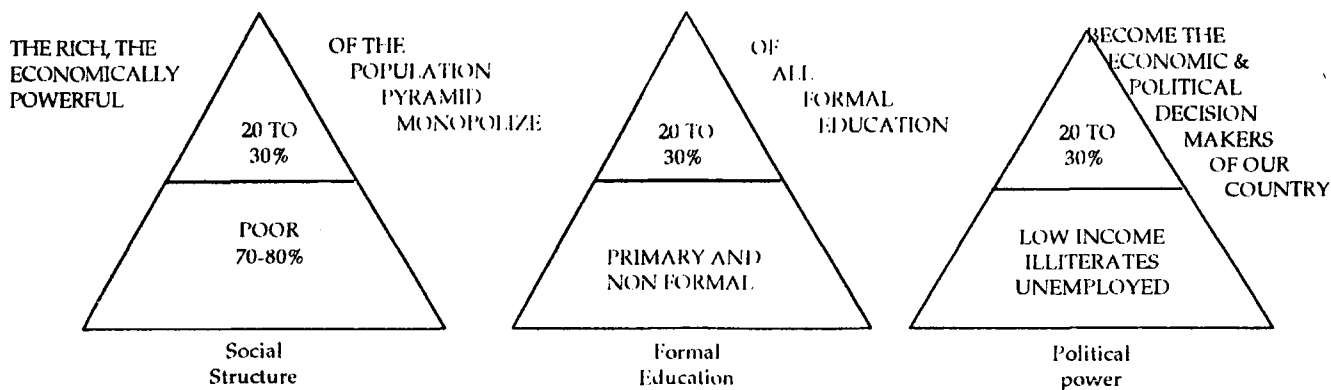 THE RICH, THE
ECONOMICALLY
POWERFUL
20 TO
30%
POOR
70-80%
Social
Structure
OF THE
POPULATION
PYRAMID
MONOPOLIZE
20 TO
30%
PRIMARY AND
NON FORMAL
Formal
Education
OF
ALL
FORMAL
EDUCATION
20 TO
30%
LOW INCOME
ILLITERATES
UNEMPLOYED
Political
power
BECOME THE
ECONOMIC &
POLITICAL
DECISION
MAKERS
OF OUR
COUNTRY